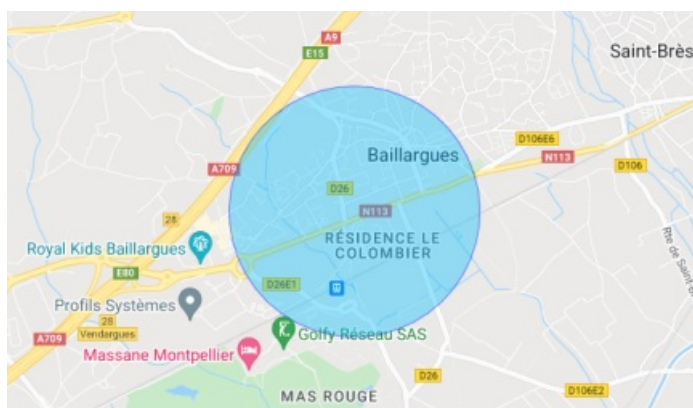 A9
E15
Saint-Brès
D106E6
Baillargues
N113
D106
A709
D26
28
N113
Royal Kids Baillargues
RÉSIDENCE LE
COLOMBIER
E80
D26E1
Profils Systèmes
28
Vendargues
A709
Golfy Réseau SAS
Massane Montpellier
D26
MAS ROUGE
D106E2